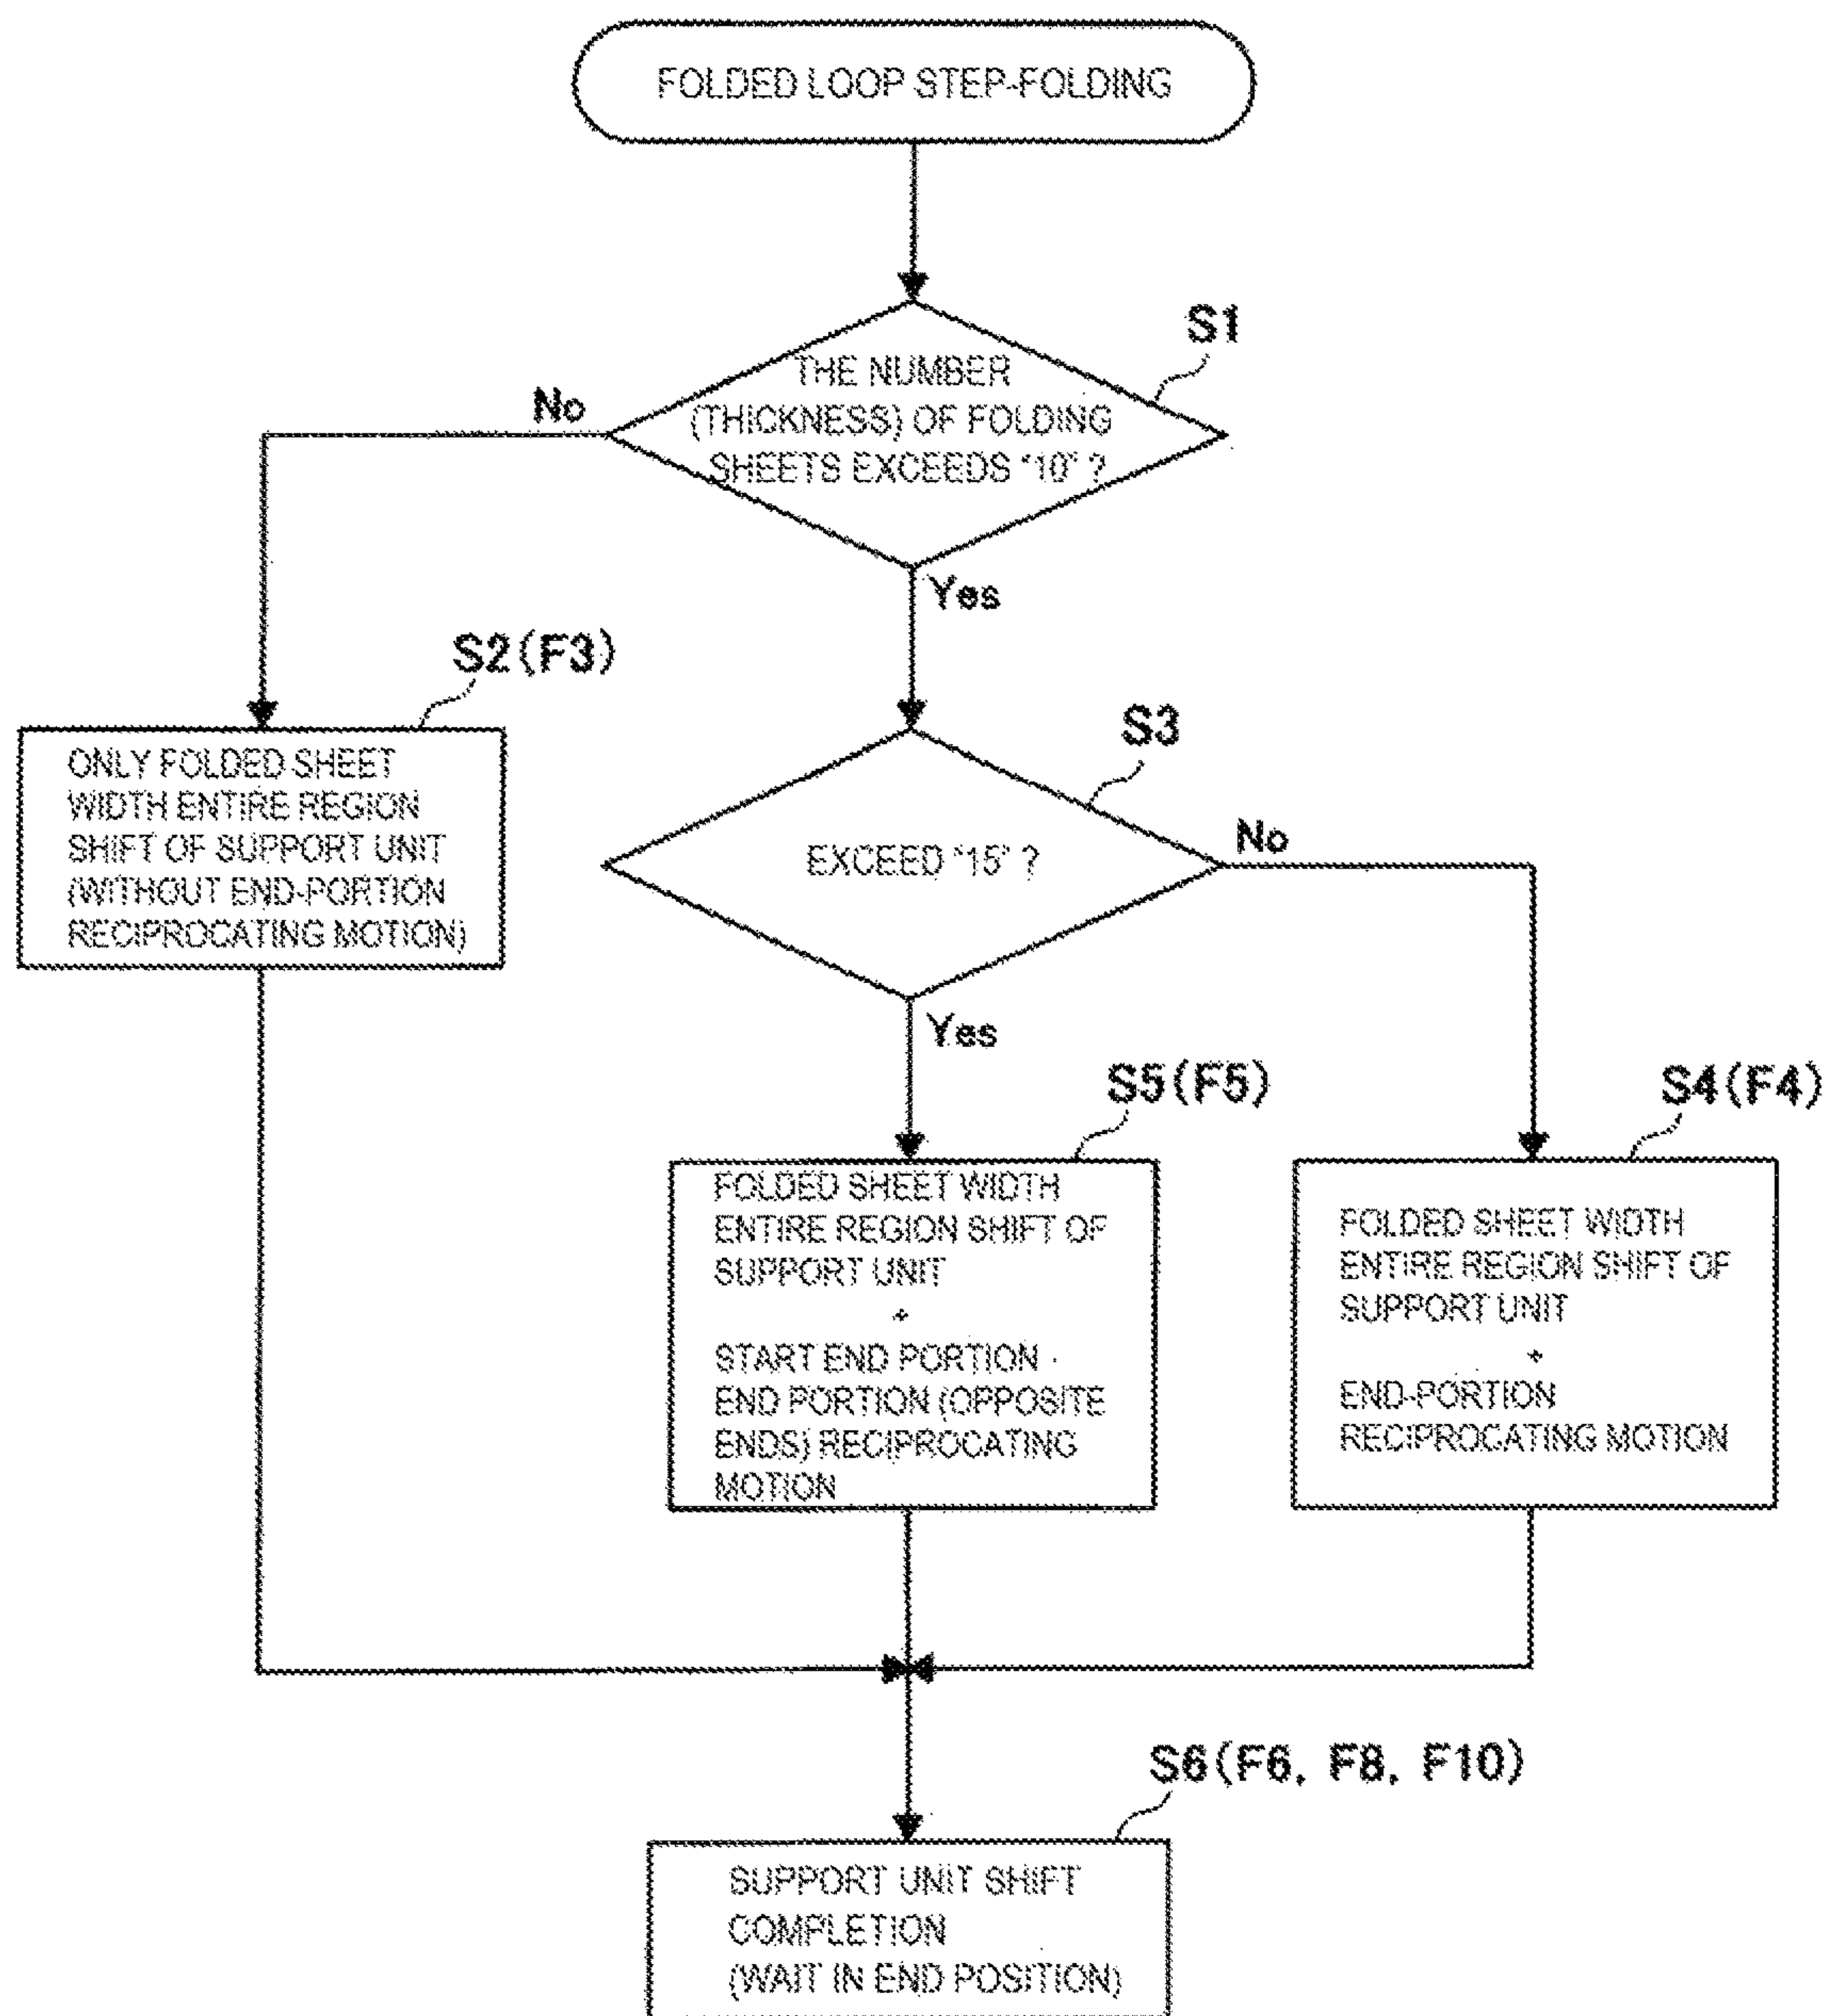 FOLDED LOOP STEP-FOLDING
S1
THE NUMBER
(THICKNESS) OF FOLDING
SHEETS EXCEEDS "10" ?
No
Yes
S2(F3)
ONLY FOLDED SHEET
WIDTH ENTIRE REGION
SHIFT OF SUPPORT UNIT
(WITHOUT END-PORTION
RECIPROCATING MOTION)
S3
EXCEED "15" ?
No
Yes
S5(F5)
FOLDED SHEET WIDTH
ENTIRE REGION SHIFT OF
SUPPORT UNIT
+
START END PORTION ·
END PORTION (OPPOSITE
ENDS) RECIPROCATING
MOTION
S4(F4)
FOLDED SHEET WIDTH
ENTIRE REGION SHIFT OF
SUPPORT UNIT
+
END-PORTION
RECIPROCATING MOTION
S6(F6, F8, F10)
SUPPORT UNIT SHIFT
COMPLETION
(WAIT IN END POSITION)